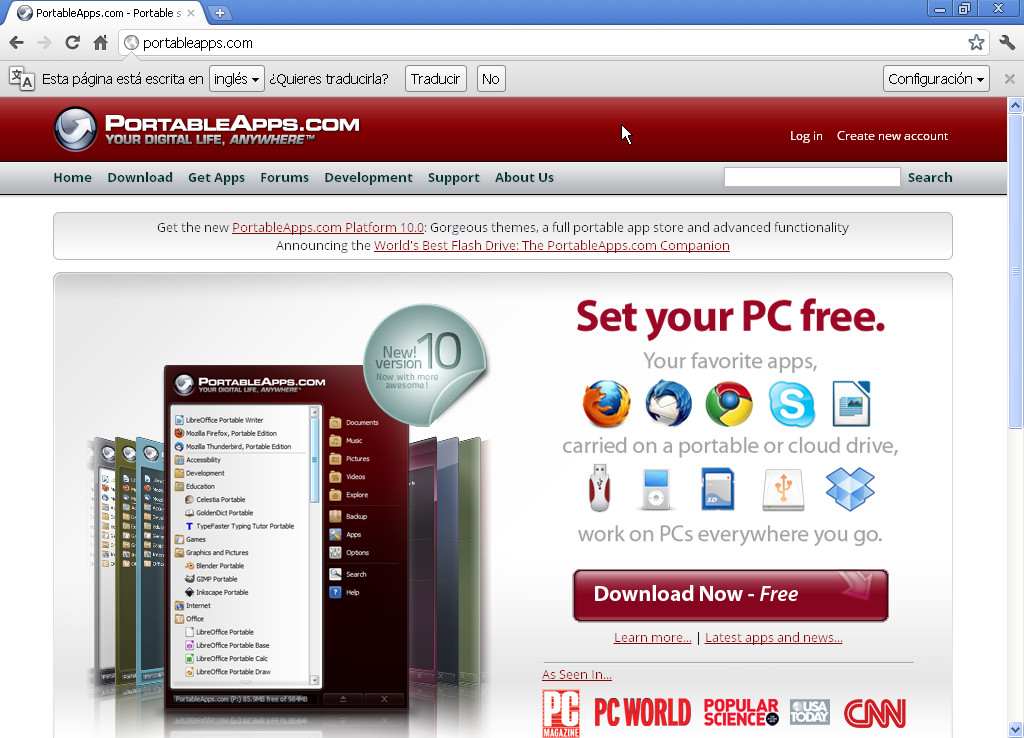 PortableApps.com - Portable s
portableapps.com
Esta página está escrita en inglés ¿Quieres traducirla? Traducir No Configuración
PORTABLEAPPS.COM
YOUR DIGITAL LIFE, ANYWHERE™
Log in Create new account
Home Download Get Apps Forums Development Support About Us Search
Get the new PortableApps.com Platform 10.0: Gorgeous themes, a full portable app store and advanced functionality
Announcing the World's Best Flash Drive: The PortableApps.com Companion
New!
version 10
Now with more
awesome!
PORTABLEAPPS.COM
YOUR DIGITAL LIFE, ANYWHERE™
LibreOffice Portable Writer
Mozilla Firefox, Portable Edition
Mozilla Thunderbird, Portable Edition
Accessibility
Development
Education
Celestia Portable
GoldenDict Portable
TypeFaster Typing Tutor Portable
Games
Graphics and Pictures
Blender Portable
GIMP Portable
Inkscape Portable
Internet
Office
LibreOffice Portable
LibreOffice Portable Base
LibreOffice Portable Calc
LibreOffice Portable Draw
Documents
Music
Pictures
Videos
Explore
Backup
Apps
Options
Search
Help
PortableApps.com (P:) 85.9MB free of 984MB
Set your PC free.
Your favorite apps,
carried on a portable or cloud drive,
SD
work on PCs everywhere you go.
Download Now - Free
Learn more... | Latest apps and news...
As Seen In...
PC MAGAZINE
PC WORLD
POPULAR SCIENCE
USA TODAY
CNN